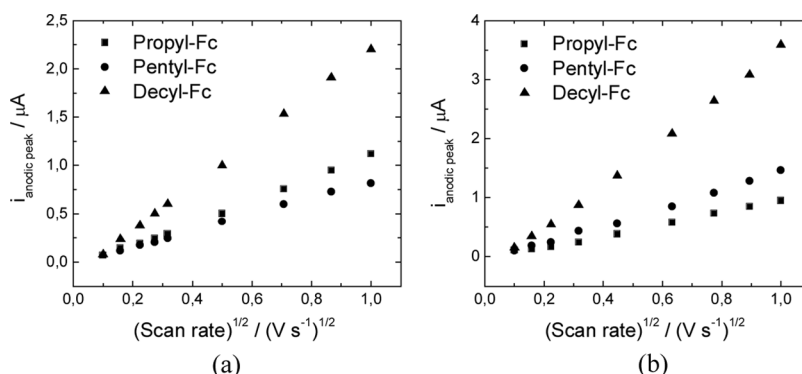 2,5
2,0
1,5
1,0
0,5
0,0
i anodic peak / μA
Propyl-Fc
Pentyl-Fc
Decyl-Fc
0,0 0,2 0,4 0,6 0,8 1,0
(Scan rate)^1/2 / (V s^-1)^1/2
(a)
4
3
2
1
0
i anodic peak / μA
Propyl-Fc
Pentyl-Fc
Decyl-Fc
0,0 0,2 0,4 0,6 0,8 1,0
(Scan rate)^1/2 / (V s^-1)^1/2
(b)